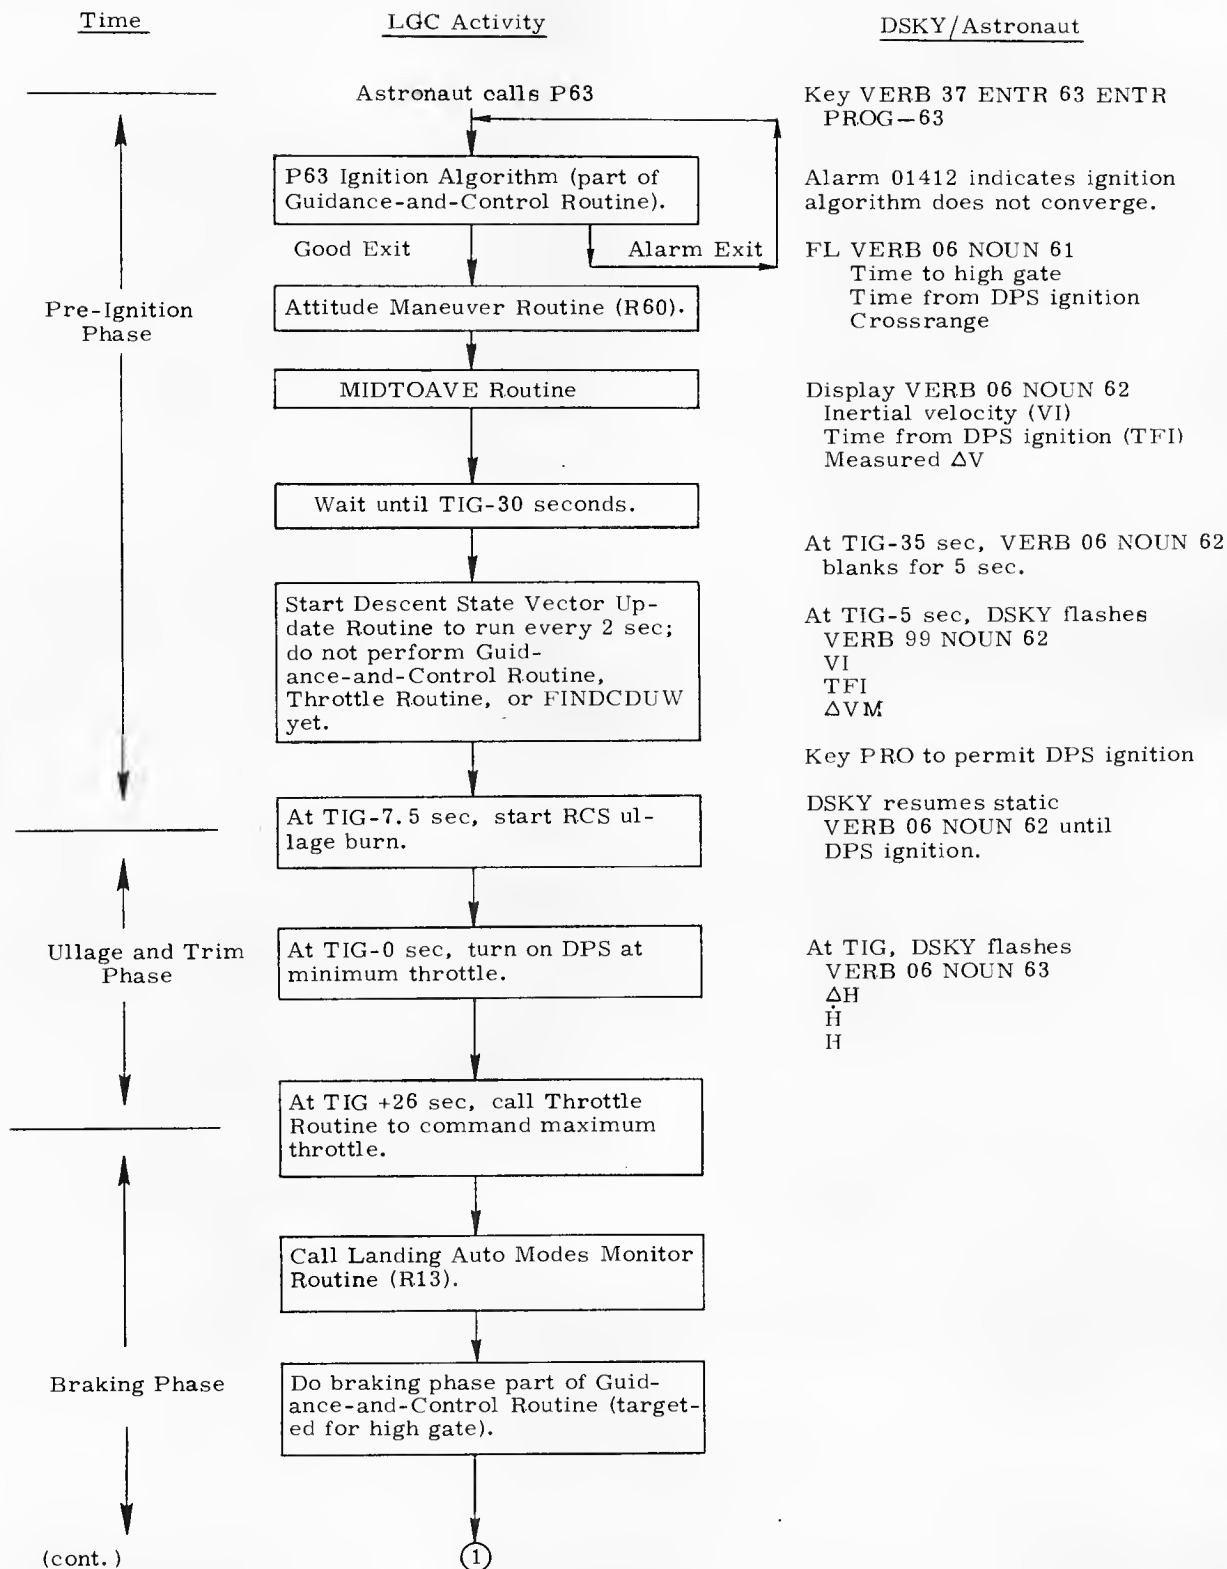 Time
LGC Activity
DSKY/Astronaut
Pre-Ignition
Phase
Ullage and Trim
Phase
Braking Phase
(cont.)
Astronaut calls P63
P63 Ignition Algorithm (part of
Guidance-and-Control Routine).
Good Exit
Alarm Exit
Attitude Maneuver Routine (R60).
MIDTOAVE Routine
Wait until TIG-30 seconds.
Start Descent State Vector Up-
date Routine to run every 2 sec;
do not perform Guid-
ance-and-Control Routine,
Throttle Routine, or FINDCDUW
yet.
At TIG-7.5 sec, start RCS ul-
lage burn.
At TIG-0 sec, turn on DPS at
minimum throttle.
At TIG +26 sec, call Throttle
Routine to command maximum
throttle.
Call Landing Auto Modes Monitor
Routine (R13).
Do braking phase part of Guid-
ance-and-Control Routine (target-
ed for high gate).
1
Key VERB 37 ENTR 63 ENTR
PROG—63
Alarm 01412 indicates ignition
algorithm does not converge.
FL VERB 06 NOUN 61
Time to high gate
Time from DPS ignition
Crossrange
Display VERB 06 NOUN 62
Inertial velocity (VI)
Time from DPS ignition (TFI)
Measured ΔV
At TIG-35 sec, VERB 06 NOUN 62
blanks for 5 sec.
At TIG-5 sec, DSKY flashes
VERB 99 NOUN 62
VI
TFI
ΔVM
Key PRO to permit DPS ignition
DSKY resumes static
VERB 06 NOUN 62 until
DPS ignition.
At TIG, DSKY flashes
VERB 06 NOUN 63
ΔH
Ḣ
H